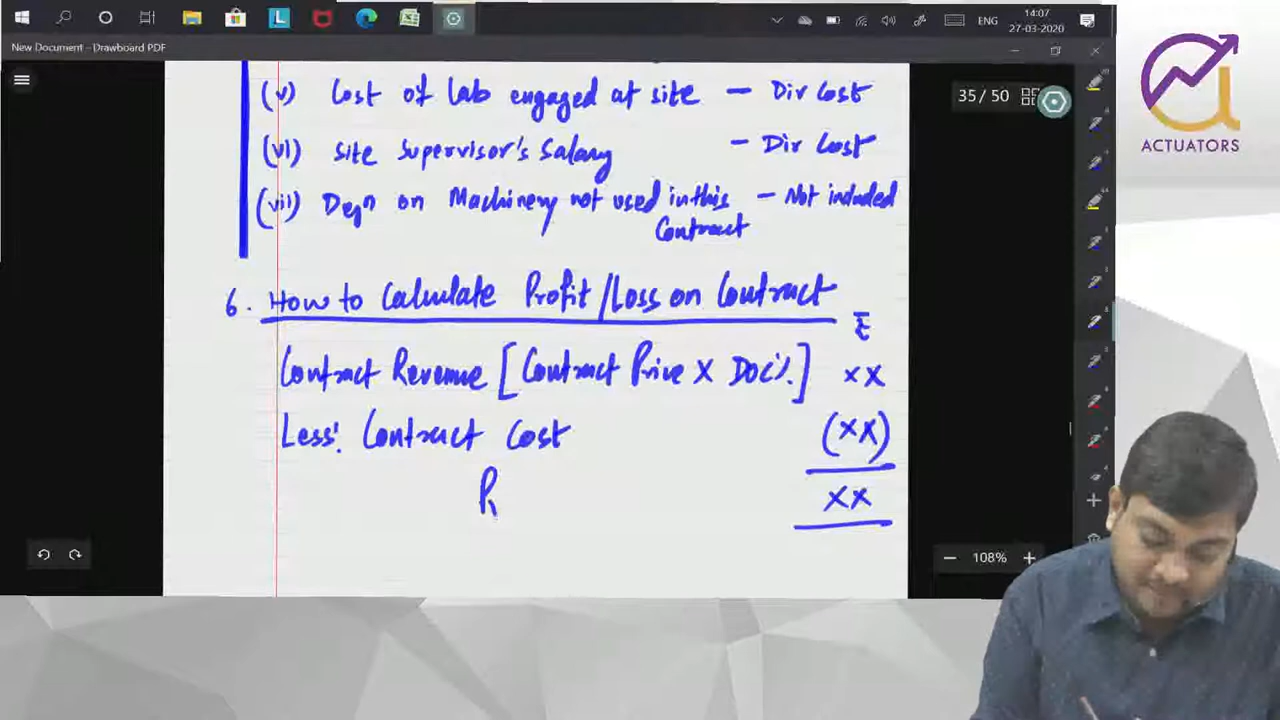 14:07
ENG
27-03-2020
New Document - Drawboard PDF
35 / 50
ACTUATORS
(v) Cost of Lab engaged at site - Dir Cost
(vi) Site Supervisor's Salary - Dir Cost
(vii) Depn on Machinery not used in this - Not included
Contract
6. How to Calculate Profit/Loss on Contract
₹
Contract Revenue [Contract Price X DOC%.] XX
Less: Contract Cost (XX)
P XX
108%